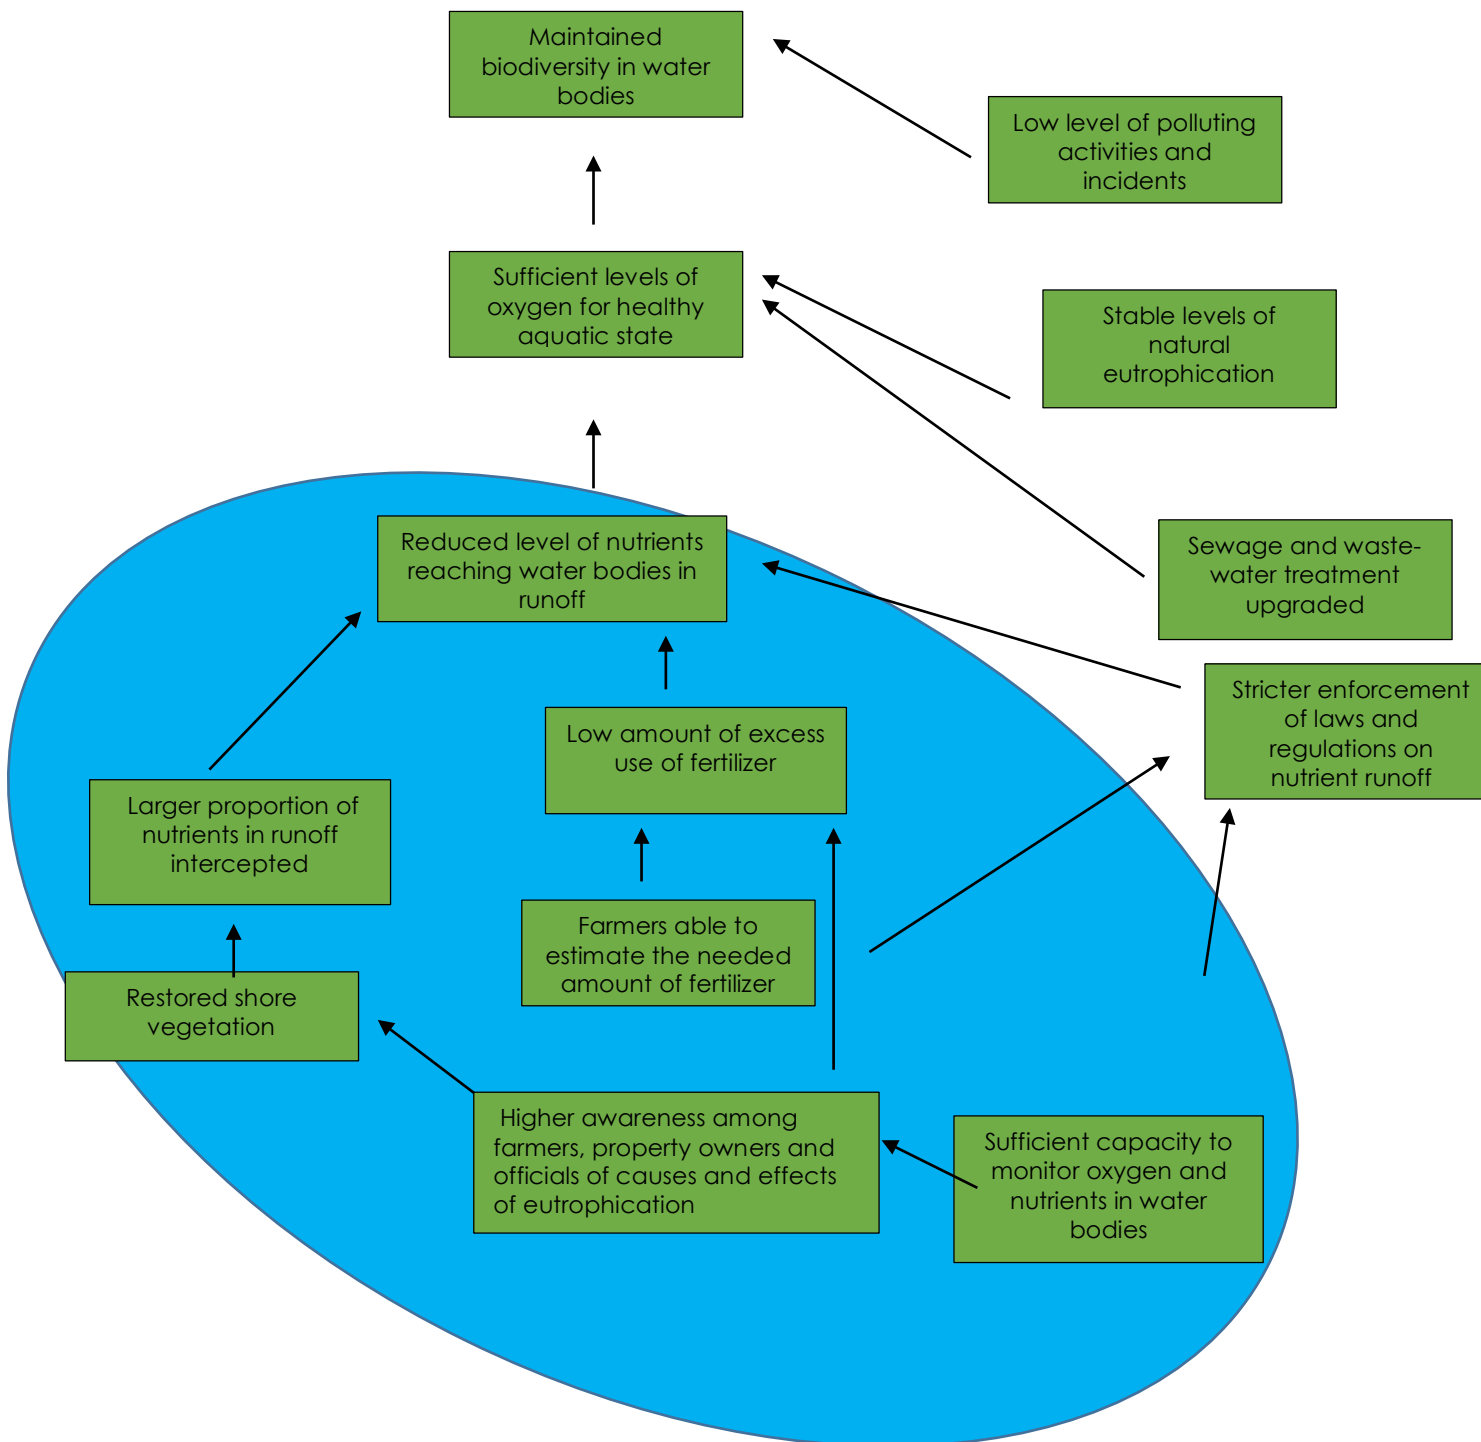 Maintained
biodiversity in water
bodies
Low level of polluting
activities and
incidents
Sufficient levels of
oxygen for healthy
aquatic state
Stable levels of
natural
eutrophication
Reduced level of nutrients
reaching water bodies in
runoff
Sewage and waste-
water treatment
upgraded
Stricter enforcement
of laws and
regulations on
nutrient runoff
Low amount of excess
use of fertilizer
Larger proportion of
nutrients in runoff
intercepted
Farmers able to
estimate the needed
amount of fertilizer
Restored shore
vegetation
Higher awareness among
farmers, property owners and
officials of causes and effects
of eutrophication
Sufficient capacity to
monitor oxygen and
nutrients in water
bodies